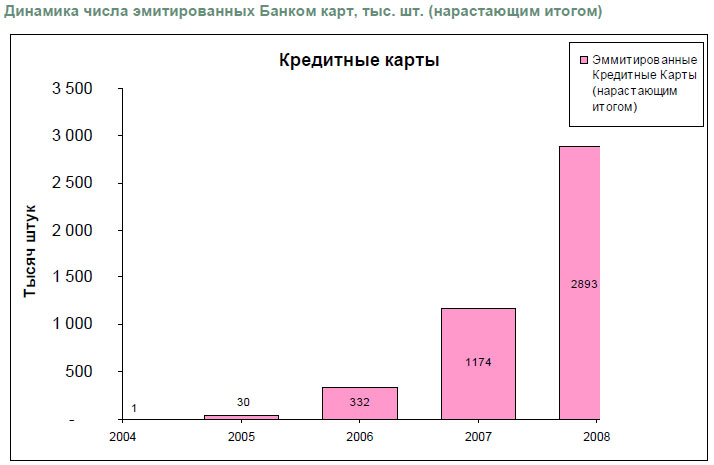 Динамика числа эмитированных Банком карт, тыс. шт. (нарастающим итогом)
Кредитные карты
Эммитированные
Кредитные Карты
(нарастающим
итогом)
Тысяч штук
3 500
3 000
2 500
2 000
1 500
1 000
500
-
1
30
332
1174
2893
2004
2005
2006
2007
2008